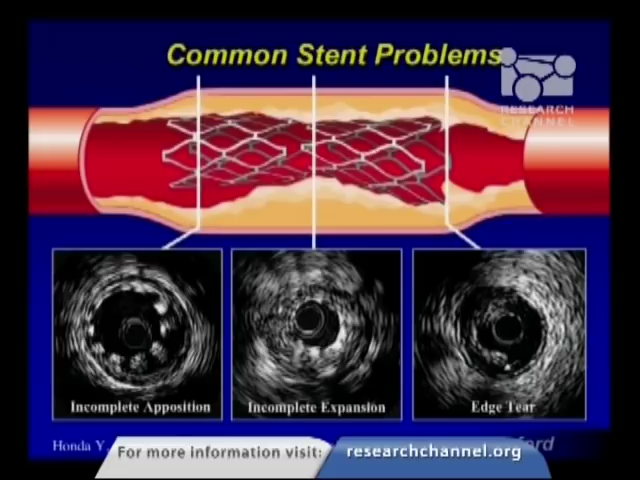 Common Stent Problems
RESEARCH
CHANNEL
Incomplete Apposition
Incomplete Expansion
Edge Tear
Honda Y
For more information visit:
researchchannel.org